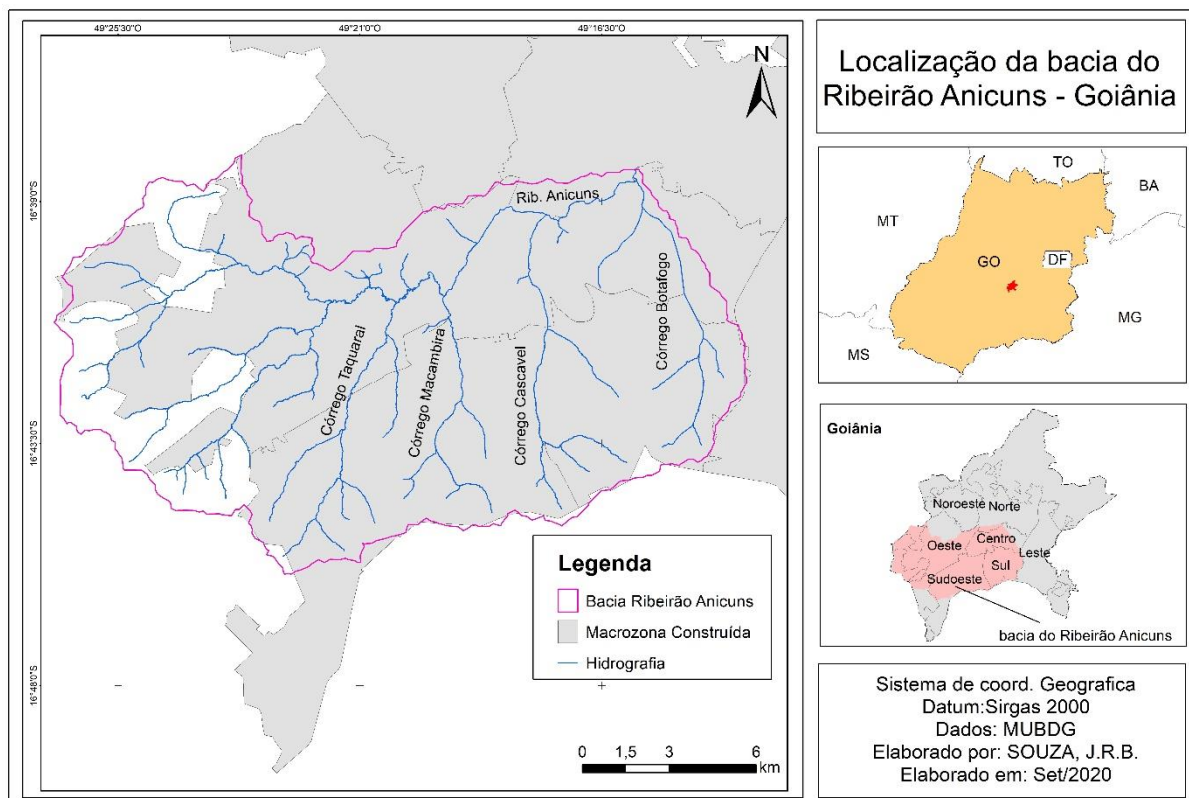 49°25'30"O
49°21'0"O
49°16'30"O
16°39'0"S
16°43'30"S
16°48'0"S
N
Rib. Anicuns
Córrego Taquaral
Córrego Macambira
Córrego Cascavel
Córrego Botafogo
Legenda
Bacia Ribeirão Anicuns
Macrozona Construída
Hidrografia
0 1,5 3 6
km
Localização da bacia do
Ribeirão Anicuns - Goiânia
TO
BA
MT
GO
DF
MG
MS
Goiânia
Noroeste
Norte
Oeste
Centro
Leste
Sul
Sudoeste
bacia do Ribeirão Anicuns
Sistema de coord. Geografica
Datum:Sirgas 2000
Dados: MUBDG
Elaborado por: SOUZA, J.R.B.
Elaborado em: Set/2020